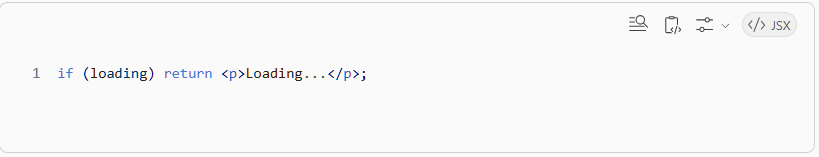 </> JSX
1 if (loading) return <p>Loading...</p>;